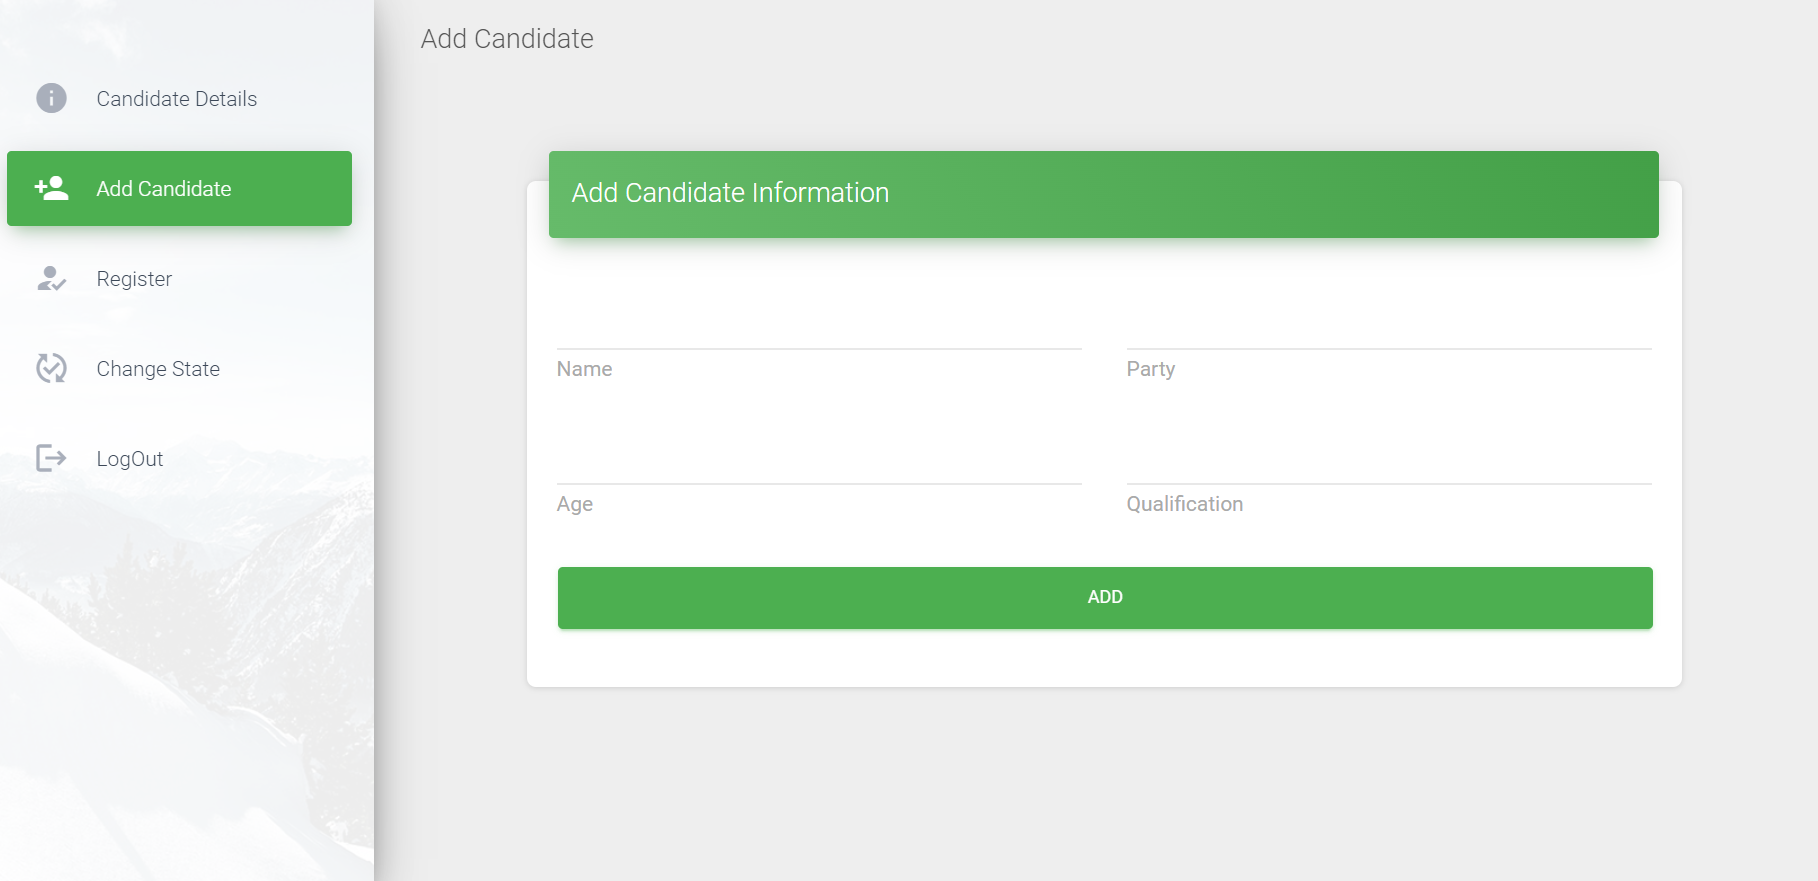 Candidate Details
Add Candidate
Register
Change State
LogOut
Add Candidate
Add Candidate Information
Name
Party
Age
Qualification
ADD